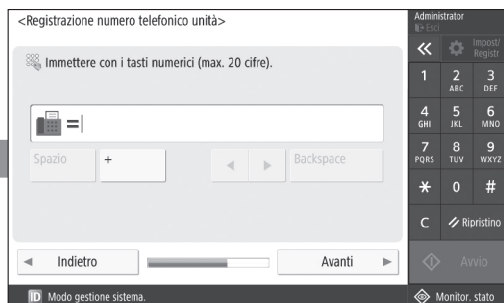 <Registrazione numero telefonico unità>
Immettere con i tasti numerici (max. 20 cifre).
=
Spazio
+
Backspace
Indietro
Avanti
ID Modo gestione sistema.
Administrator
Esci
Impost/
Registr
1
2
ABC
3
DEF
4
GHI
5
JKL
6
MNO
7
PQRS
8
TUV
9
WXYZ
*
0
#
C
Ripristino
Avvio
Monitor. stato